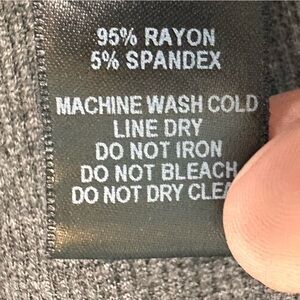 95% RAYON
5% SPANDEX
MACHINE WASH COLD
LINE DRY
DO NOT IRON
DO NOT BLEACH
DO NOT DRY CLEA